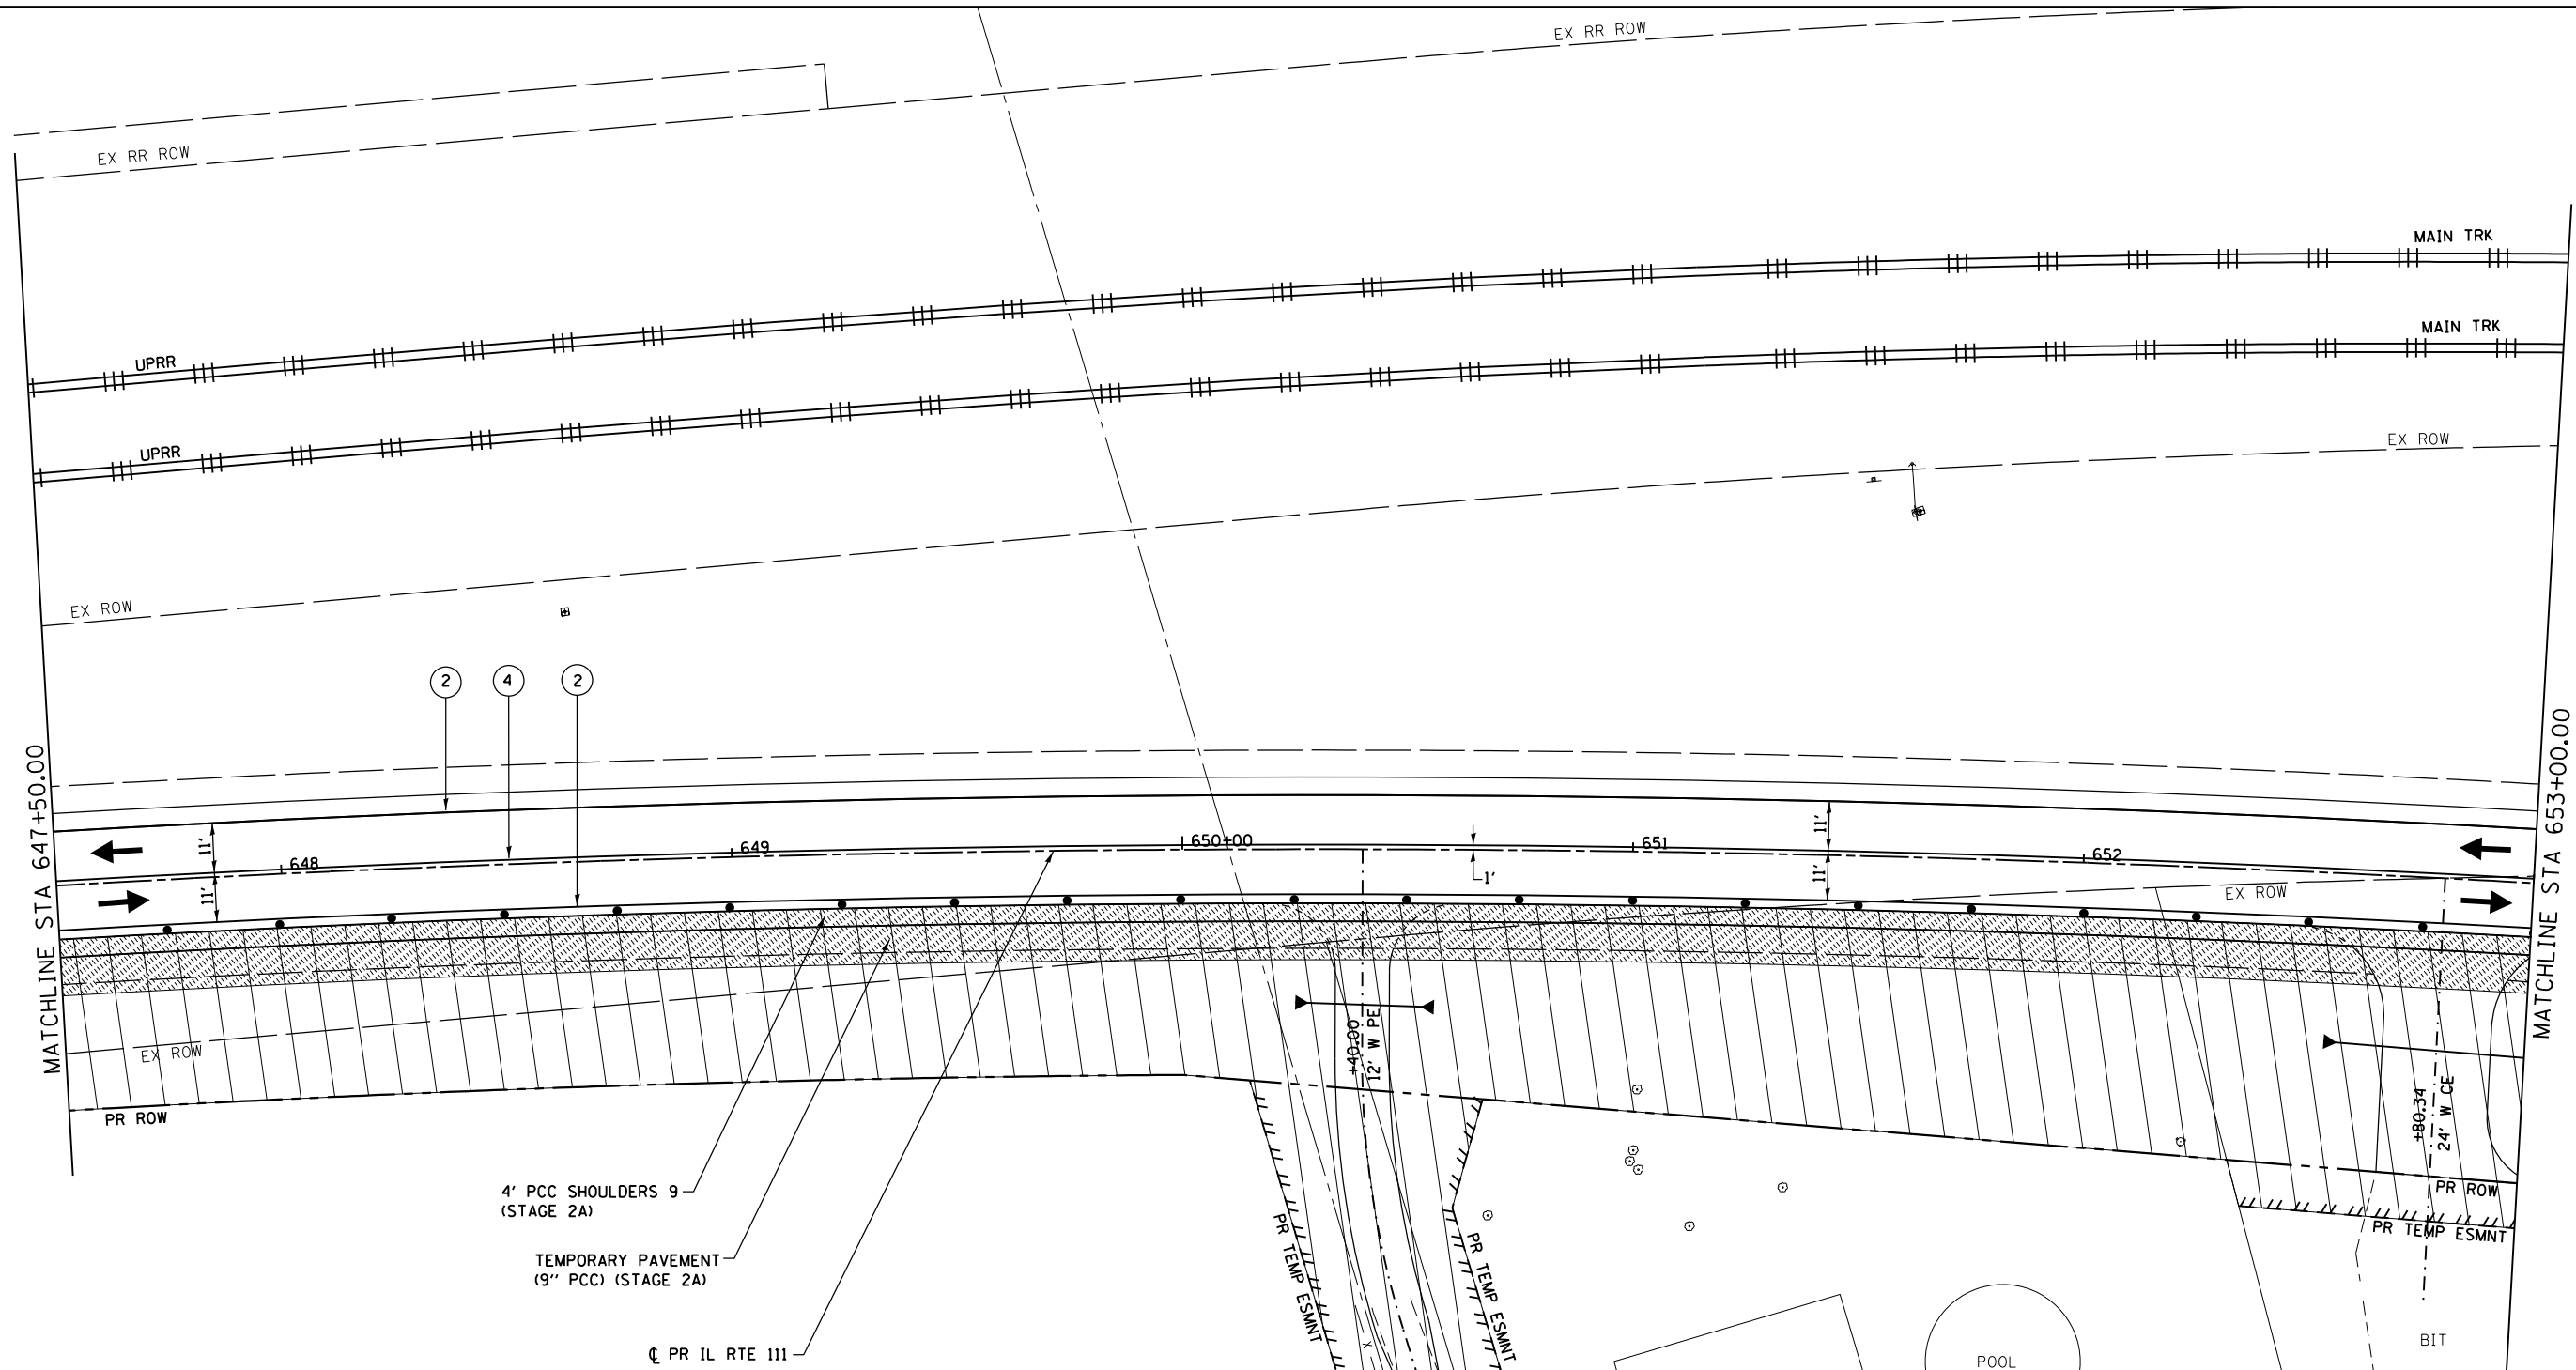 EX RR ROW
EX RR ROW
MAIN TRK
MAIN TRK
UPRR
UPRR
EX ROW
EX ROW
2
4
2
MATCHLINE STA 647+50.00
MATCHLINE STA 653+00.00
11'
11'
648
649
650+00
651
652
11'
11'
1'
EX ROW
EX ROW
PR ROW
+40.00
12' W PE
+80.34
24' W CE
PR ROW
PR TEMP ESMNT
4' PCC SHOULDERS 9
(STAGE 2A)
TEMPORARY PAVEMENT
(9'' PCC) (STAGE 2A)
℄ PR IL RTE 111
PR TEMP ESMNT
PR TEMP ESMNT
X
POOL
BIT